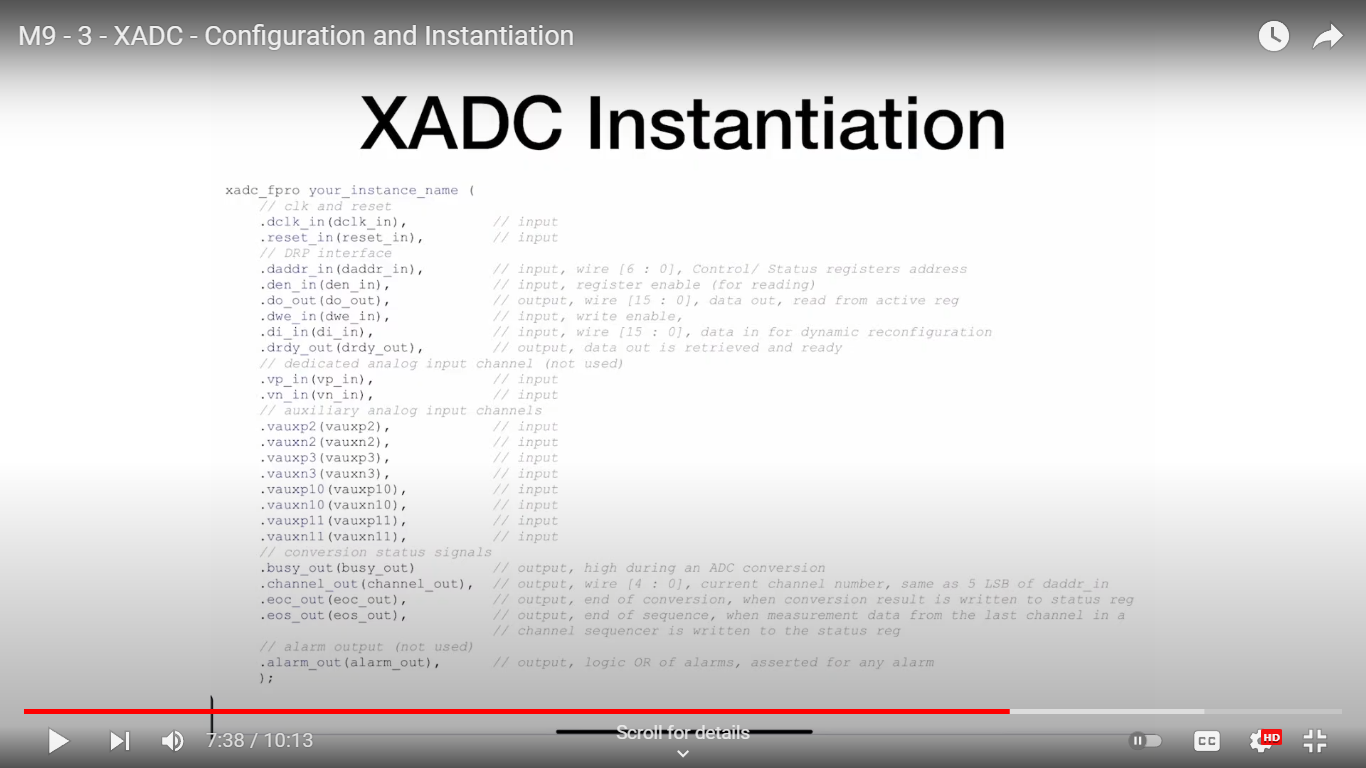 M9 - 3 - XADC - Configuration and Instantiation
XADC Instantiation
xadc_fpro your_instance_name (
// clk and reset
.dclk_in(dclk_in), // input
.reset_in(reset_in), // input
// DRP interface
.daddr_in(daddr_in), // input, wire [6 : 0], Control/ Status registers address
.den_in(den_in), // input, register enable (for reading)
.do_out(do_out), // output, wire [15 : 0], data out, read from active reg
.dwe_in(dwe_in), // input, write enable,
.di_in(di_in), // input, wire [15 : 0], data in for dynamic reconfiguration
.drdy_out(drdy_out), // output, data out is retrieved and ready
// dedicated analog input channel (not used)
.vp_in(vp_in), // input
.vn_in(vn_in), // input
// auxiliary analog input channels
.vauxp2(vauxp2), // input
.vauxn2(vauxn2), // input
.vauxp3(vauxp3), // input
.vauxn3(vauxn3), // input
.vauxp10(vauxp10), // input
.vauxn10(vauxn10), // input
.vauxp11(vauxp11), // input
.vauxn11(vauxn11), // input
// conversion status signals
.busy_out(busy_out) // output, high during an ADC conversion
.channel_out(channel_out), // output, wire [4 : 0], current channel number, same as 5 LSB of daddr_in
.eoc_out(eoc_out), // output, end of conversion, when conversion result is written to status reg
.eos_out(eos_out), // output, end of sequence, when measurement data from the last channel in a
// channel sequencer is written to the status reg
// alarm output (not used)
.alarm_out(alarm_out), // output, logic OR of alarms, asserted for any alarm
);
Scroll for details
7:38 / 10:13
CC
HD